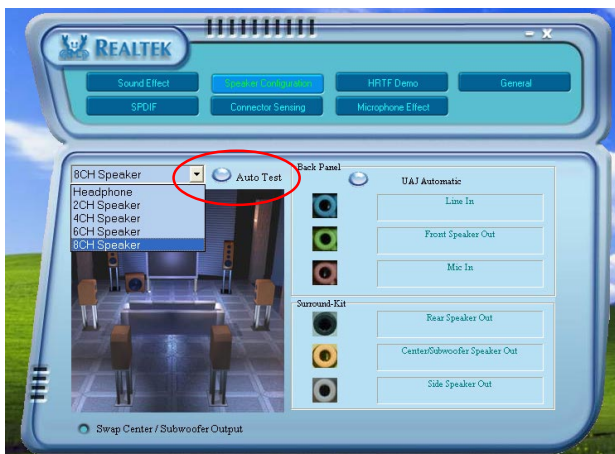 REALTEK
- X
Sound Effect
Speaker Configuration
HRTF Demo
General
SPDIF
Connector Sensing
Microphone Effect
8CH Speaker
Auto Test
Headphone
2CH Speaker
4CH Speaker
6CH Speaker
8CH Speaker
Back Panel
UAJ Automatic
Line In
Front Speaker Out
Mic In
Surround-Kit
Rear Speaker Out
Center/Subwoofer Speaker Out
Side Speaker Out
Swap Center / Subwoofer Output